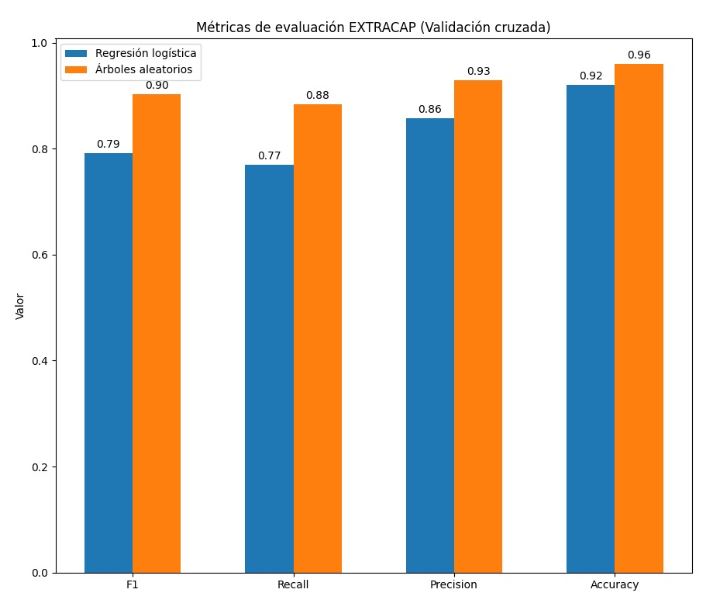 Métricas de evaluación EXTRACAP (Validación cruzada)
Regresión logística
Árboles aleatorios
Valor
1.0
0.8
0.6
0.4
0.2
0.0
0.79
0.90
0.77
0.88
0.86
0.93
0.92
0.96
F1
Recall
Precision
Accuracy